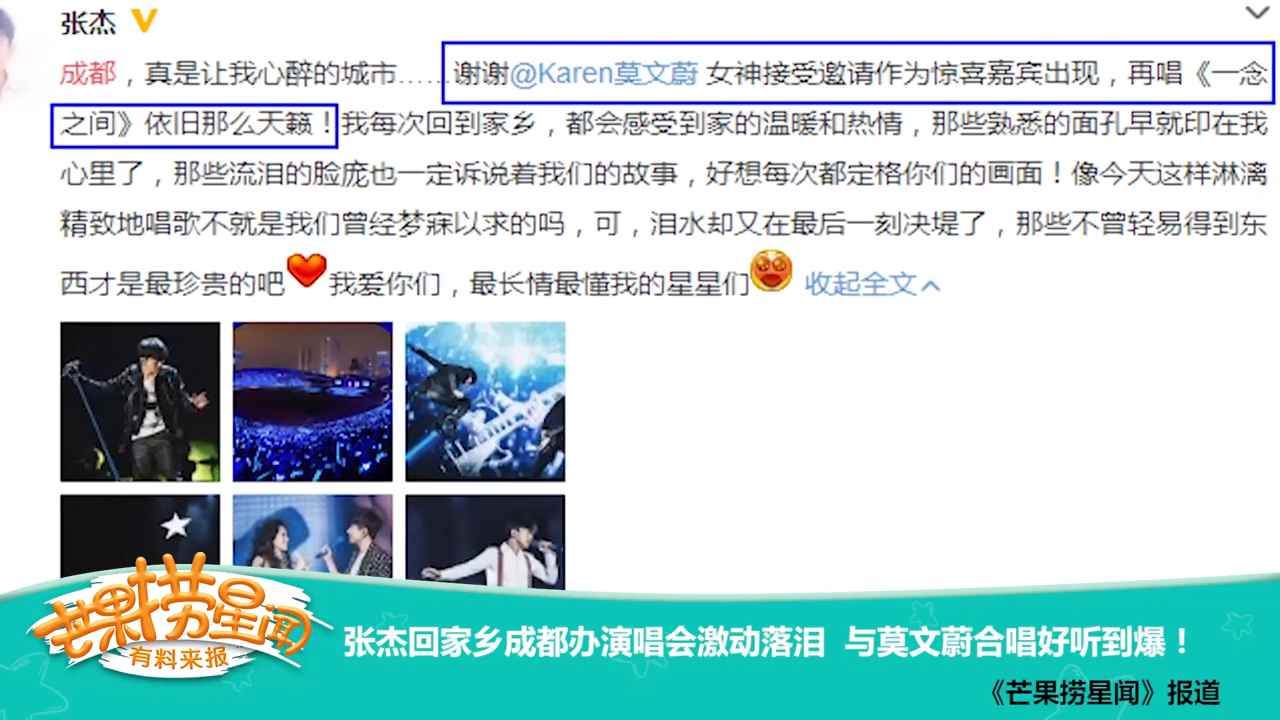 张杰
成都，真是让我心醉的城市……谢谢@Karen莫文蔚 女神接受邀请作为惊喜嘉宾出现，再唱《一念
之间》依旧那么天籁！我每次回到家乡，都会感受到家的温暖和热情，那些熟悉的面孔早就印在我
心里了，那些流泪的脸庞也一定诉说着我们的故事，好想每次都定格你们的画面！像今天这样淋漓
精致地唱歌不就是我们曾经梦寐以求的吗，可，泪水却又在最后一刻决堤了，那些不曾轻易得到东
西才是最珍贵的吧 我爱你们，最长情最懂我的星星们 收起全文
芒果捞星闻
有料来报
张杰回家乡成都办演唱会激动落泪 与莫文蔚合唱好听到爆！
《芒果捞星闻》报道